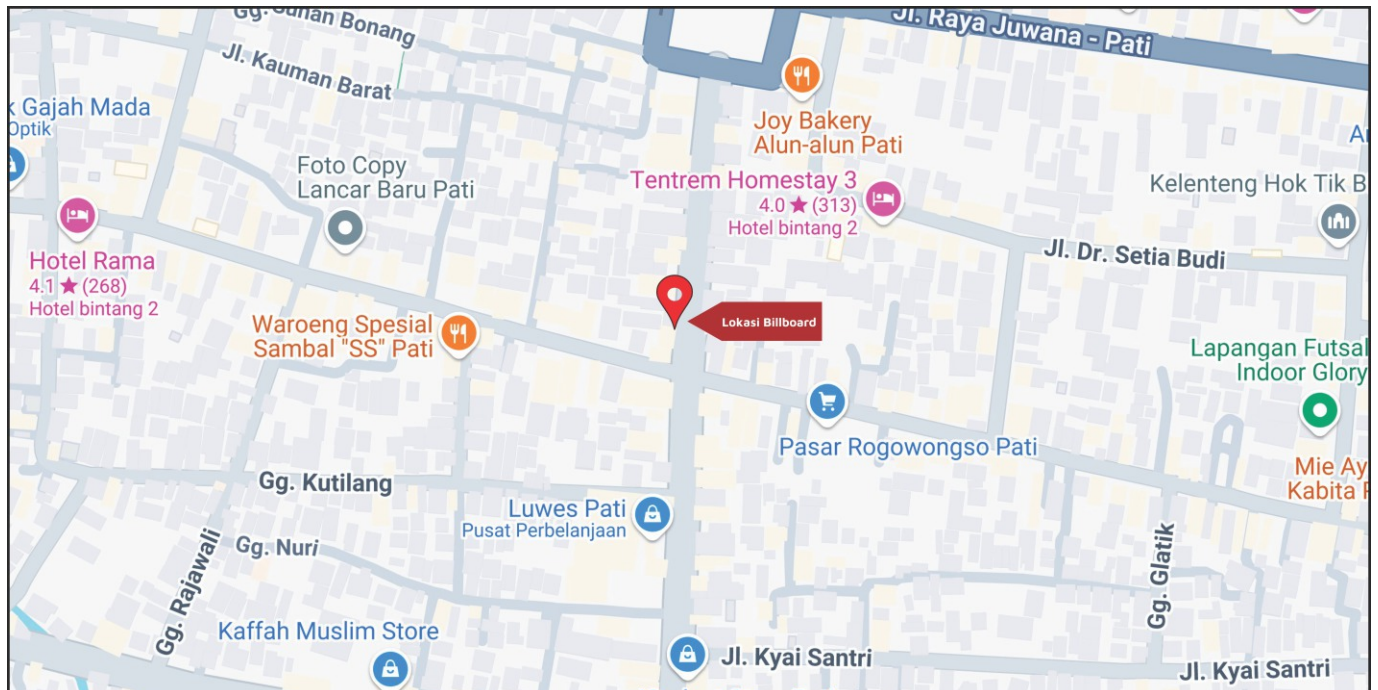 Gg. Sunan Bonang
Jl. Raya Juwana - Pati
Jl. Kauman Barat
Gajah Mada
Optik
Joy Bakery
Alun-alun Pati
Foto Copy
Lancar Baru Pati
Tentrem Homestay 3
4.0 ★ (313)
Hotel bintang 2
Kelenteng Hok Tik B
Hotel Rama
4.1 ★ (268)
Hotel bintang 2
Jl. Dr. Setia Budi
Waroeng Spesial
Sambal "SS" Pati
Lokasi Billboard
Lapangan Futsal
Indoor Glory
Pasar Rogowongso Pati
Mie Ay
Kabita
Gg. Kutilang
Luwes Pati
Pusat Perbelanjaan
Gg. Nuri
Gg. Rajawali
Gg. Glatik
Kaffah Muslim Store
Jl. Kyai Santri
Jl. Kyai Santri